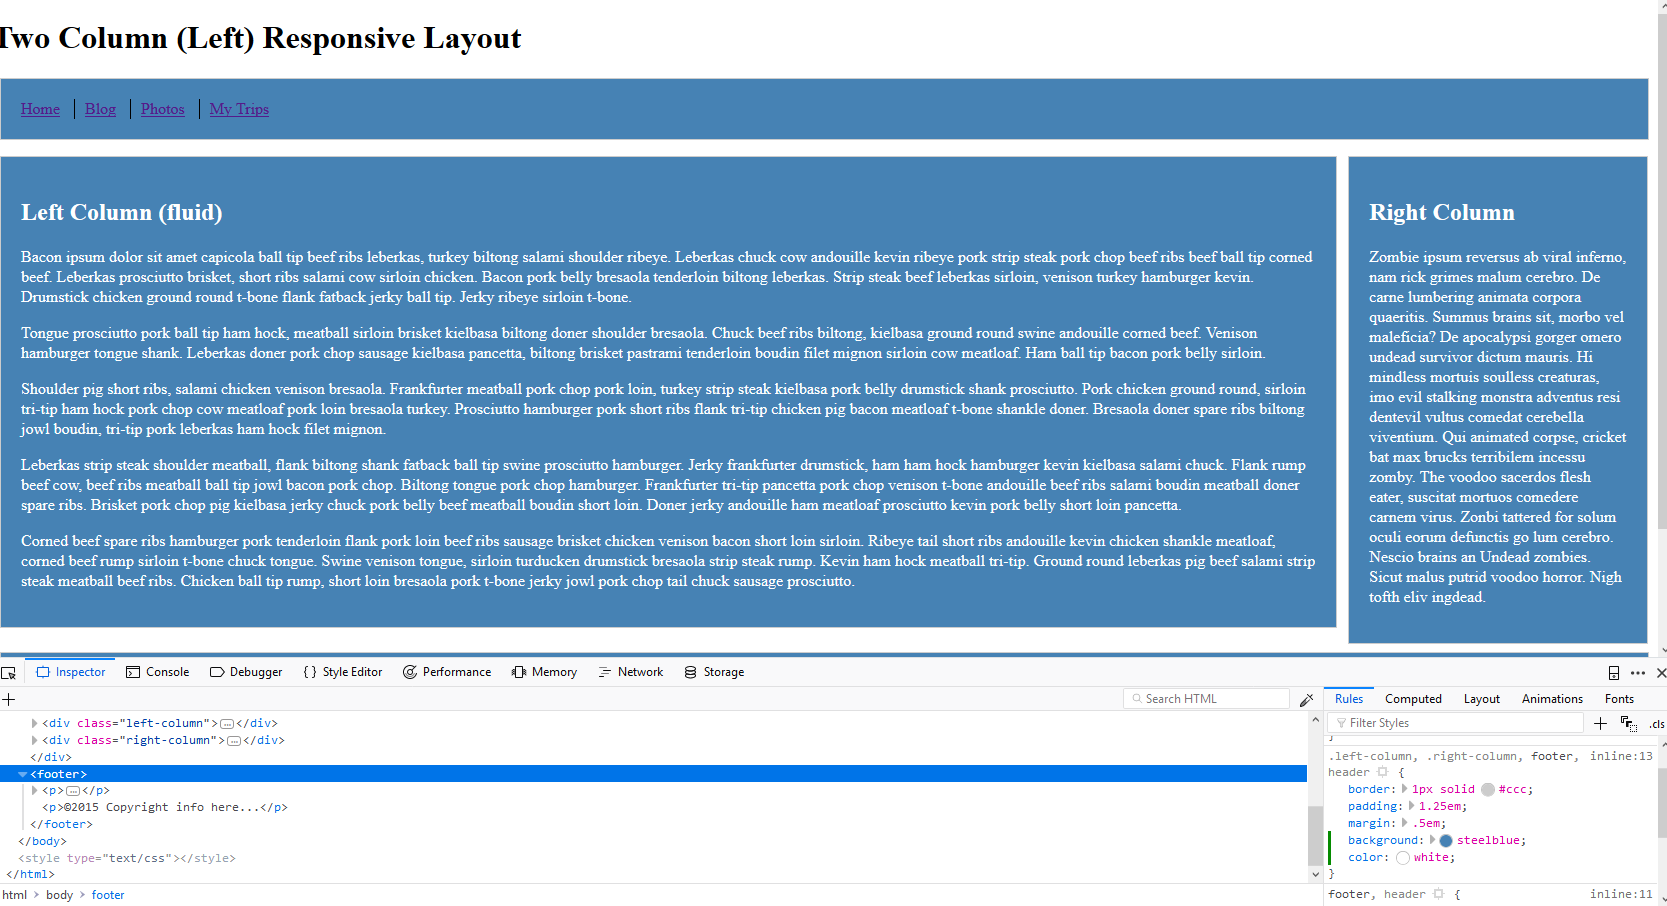 Two Column (Left) Responsive Layout
Home Blog Photos My Trips
Left Column (fluid)
Bacon ipsum dolor sit amet capicola ball tip beef ribs leberkas, turkey biltong salami shoulder ribeye. Leberkas chuck cow andouille kevin ribeye pork strip steak pork chop beef ribs beef ball tip corned
beef. Leberkas prosciutto brisket, short ribs salami cow sirloin chicken. Bacon pork belly bresaola tenderloin biltong leberkas. Strip steak beef leberkas sirloin, venison turkey hamburger kevin.
Drumstick chicken ground round t-bone flank fatback jerky ball tip. Jerky ribeye sirloin t-bone.
Tongue prosciutto pork ball tip ham hock, meatball sirloin brisket kielbasa biltong doner shoulder bresaola. Chuck beef ribs biltong, kielbasa ground round swine andouille corned beef. Venison
hamburger tongue shank. Leberkas doner pork chop sausage kielbasa pancetta, biltong brisket pastrami tenderloin boudin filet mignon sirloin cow meatloaf. Ham ball tip bacon pork belly sirloin.
Shoulder pig short ribs, salami chicken venison bresaola. Frankfurter meatball pork chop pork loin, turkey strip steak kielbasa pork belly drumstick shank prosciutto. Pork chicken ground round, sirloin
tri-tip ham hock pork chop cow meatloaf pork loin bresaola turkey. Prosciutto hamburger pork short ribs flank tri-tip chicken pig bacon meatloaf t-bone shankle doner. Bresaola doner spare ribs biltong
jowl boudin, tri-tip pork leberkas ham hock filet mignon.
Leberkas strip steak shoulder meatball, flank biltong shank fatback ball tip swine prosciutto hamburger. Jerky frankfurter drumstick, ham ham hock hamburger kevin kielbasa salami chuck. Flank rump
beef cow, beef ribs meatball ball tip jowl bacon pork chop. Biltong tongue pork chop hamburger. Frankfurter tri-tip pancetta pork chop venison t-bone andouille beef ribs salami boudin meatball doner
spare ribs. Brisket pork chop pig kielbasa jerky chuck pork belly beef meatball boudin short loin. Doner jerky andouille ham meatloaf prosciutto kevin pork belly short loin pancetta.
Corned beef spare ribs hamburger pork tenderloin flank pork loin beef ribs sausage brisket chicken venison bacon short loin sirloin. Ribeye tail short ribs andouille kevin chicken shankle meatloaf,
corned beef rump sirloin t-bone chuck tongue. Swine venison tongue, sirloin turducken drumstick bresaola strip steak rump. Kevin ham hock meatball tri-tip. Ground round leberkas pig beef salami strip
steak meatball beef ribs. Chicken ball tip rump, short loin bresaola pork t-bone jerky jowl pork chop tail chuck sausage prosciutto.
Right Column
Zombie ipsum reversus ab viral inferno,
nam rick grimes malum cerebro. De
carne lumbering animata corpora
quaeritis. Summus brains sit, morbo vel
maleficia? De apocalypsi gorger omero
undead survivor dictum mauris. Hi
mindless mortuis soulless creaturas,
imo evil stalking monstra adventus resi
dentevil vultus comedat cerebella
viventium. Qui animated corpse, cricket
bat max brucks terribilem incessu
zomby. The voodoo sacerdos flesh
eater, suscitat mortuos comedere
carnem virus. Zonbi tattered for solum
oculi eorum defunctis go lum cerebro.
Nescio brains an Undead zombies.
Sicut malus putrid voodoo horror. Nigh
tofth eliv ingdead.
Inspector Console Debugger {} Style Editor Performance Memory Network Storage
Search HTML
<div class="left-column">…</div>
<div class="right-column">…</div>
</div>
<footer>
<p>…</p>
<p>©2015 Copyright info here...</p>
</footer>
</body>
<style type="text/css"></style>
</html>
html > body > footer
Rules Computed Layout Animations Fonts
Filter Styles + .cls
}
.left-column, .right-column, footer, inline:13
header {
border: 1px solid #ccc;
padding: 1.25em;
margin: .5em;
background: steelblue;
color: white;
}
footer, header { inline:11